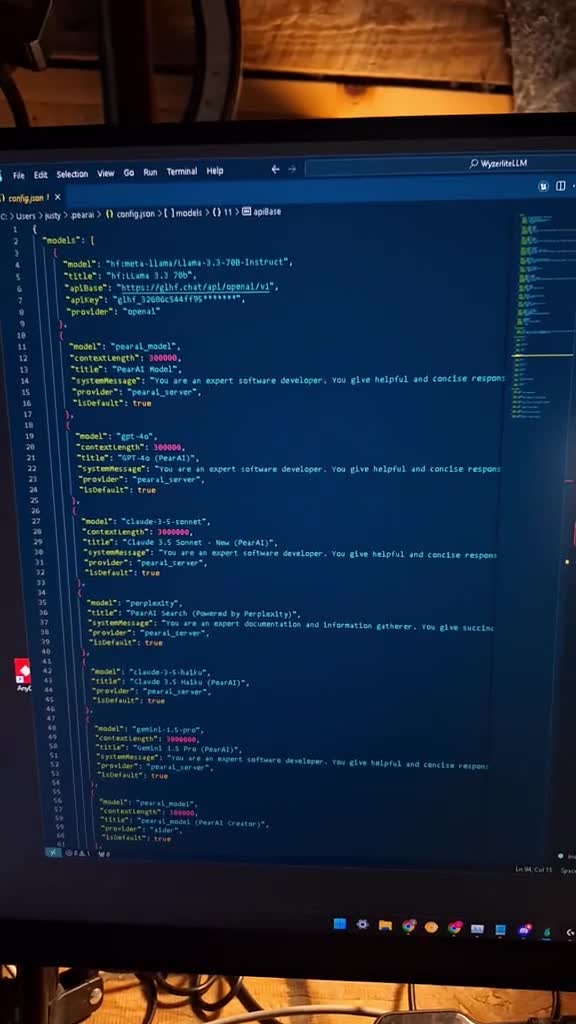 File Edit Selection View Go Run Terminal Help
WyzerliteLLM
config.json 1
C: > Users > justy > .pearai > {} config.json > [ ] models > {} 11 > apiBase
1 {
2 "models": [
3 {
4 "model": "hf:meta-llama/Llama-3.3-70B-Instruct",
5 "title": "hf:LLama 3.3 70b",
6 "apiBase": "https://glhf.chat/api/openai/v1",
7 "apiKey": "glhf_32606c544ff95*******",
8 "provider": "openai"
9 },
10 {
11 "model": "pearai_model",
12 "contextLength": 300000,
13 "title": "PearAI Model",
14 "systemMessage": "You are an expert software developer. You give helpful and concise respons
15 "provider": "pearai_server",
16 "isDefault": true
17 },
18 {
19 "model": "gpt-4o",
20 "contextLength": 300000,
21 "title": "GPT-4o (PearAI)",
22 "systemMessage": "You are an expert software developer. You give helpful and concise respons
23 "provider": "pearai_server",
24 "isDefault": true
25 },
26 {
27 "model": "claude-3-5-sonnet",
28 "contextLength": 3000000,
29 "title": "Claude 3.5 Sonnet - New (PearAI)",
30 "systemMessage": "You are an expert software developer. You give helpful and concise respons
31 "provider": "pearai_server",
32 "isDefault": true
33 },
34 {
35 "model": "perplexity",
36 "title": "PearAI Search (Powered by Perplexity)",
37 "systemMessage": "You are an expert documentation and information gatherer. You give succinc
38 "provider": "pearai_server",
39 "isDefault": true
40 },
41 {
42 "model": "claude-3-5-haiku",
43 "title": "Claude 3.5 Haiku (PearAI)",
44 "provider": "pearai_server",
45 "isDefault": true
46 },
47 {
48 "model": "gemini-1.5-pro",
49 "contextLength": 3000000,
50 "title": "Gemini 1.5 Pro (PearAI)",
51 "systemMessage": "You are an expert software developer. You give helpful and concise respons
52 "provider": "pearai_server",
53 "isDefault": true
54 },
55 {
56 "model": "pearai_model",
57 "contextLength": 300000,
58 "title": "pearai_model (PearAI Creator)",
59 "provider": "aider",
60 "isDefault": true
61 },
0 1 0
Ln 94, Col 15 Space